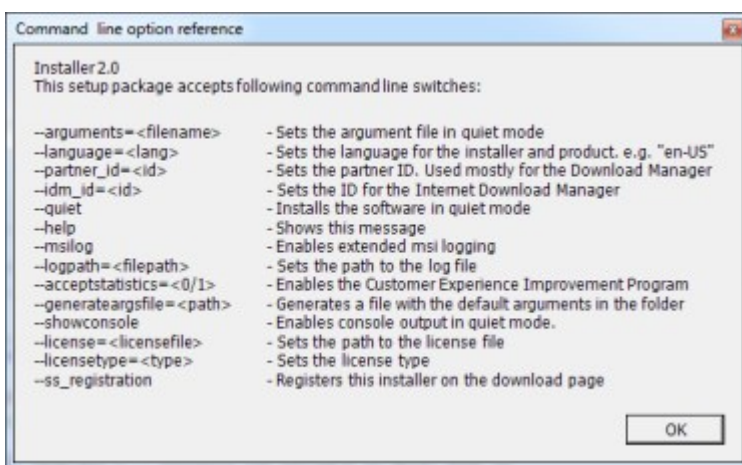 Command line option reference
Installer2.0
This setup package accepts following command line switches:
--arguments=<filename> - Sets the argument file in quiet mode
--language=<lang> - Sets the language for the installer and product. e.g. "en-US"
--partner_id=<id> - Sets the partner ID. Used mostly for the Download Manager
--idm_id=<id> - Sets the ID for the Internet Download Manager
--quiet - Installs the software in quiet mode
--help - Shows this message
--msilog - Enables extended msi logging
--logpath=<filepath> - Sets the path to the log file
--acceptstatistics=<0/1> - Enables the Customer Experience Improvement Program
--generateargsfile=<path> - Generates a file with the default arguments in the folder
--showconsole - Enables console output in quiet mode.
--license=<licensefile> - Sets the path to the license file
--licensetype=<type> - Sets the license type
--ss_registration - Registers this installer on the download page
OK